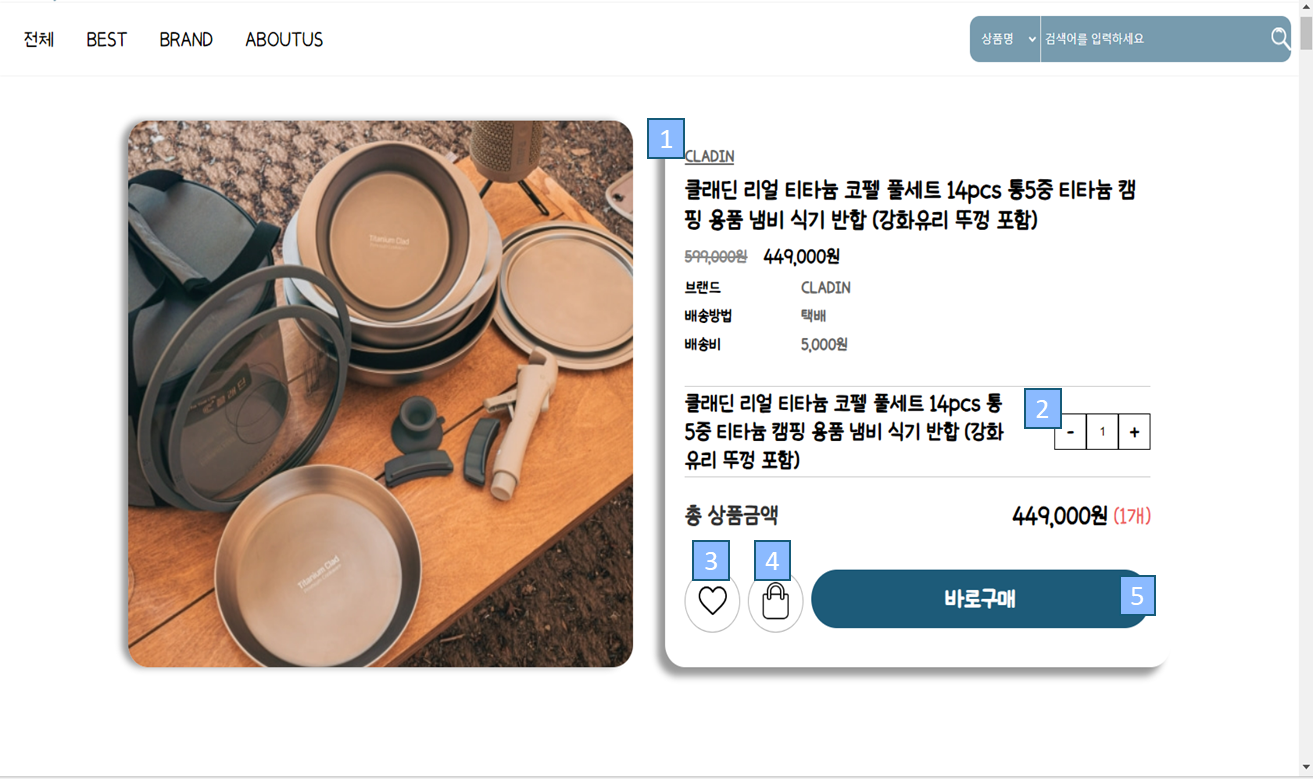 전체 BEST BRAND ABOUTUS
상품명 검색어를 입력하세요
1
CLADIN
클래딘 리얼 티타늄 코펠 풀세트 14pcs 통5중 티타늄 캠
핑 용품 냄비 식기 반합 (강화유리 뚜껑 포함)
599,000원 449,000원
브랜드 CLADIN
배송방법 택배
배송비 5,000원
클래딘 리얼 티타늄 코펠 풀세트 14pcs 통
5중 티타늄 캠핑 용품 냄비 식기 반합 (강화
유리 뚜껑 포함)
2
- 1 +
총 상품금액 449,000원 (1개)
3 4
바로구매 5
Titanium Clad
Titanium Clad